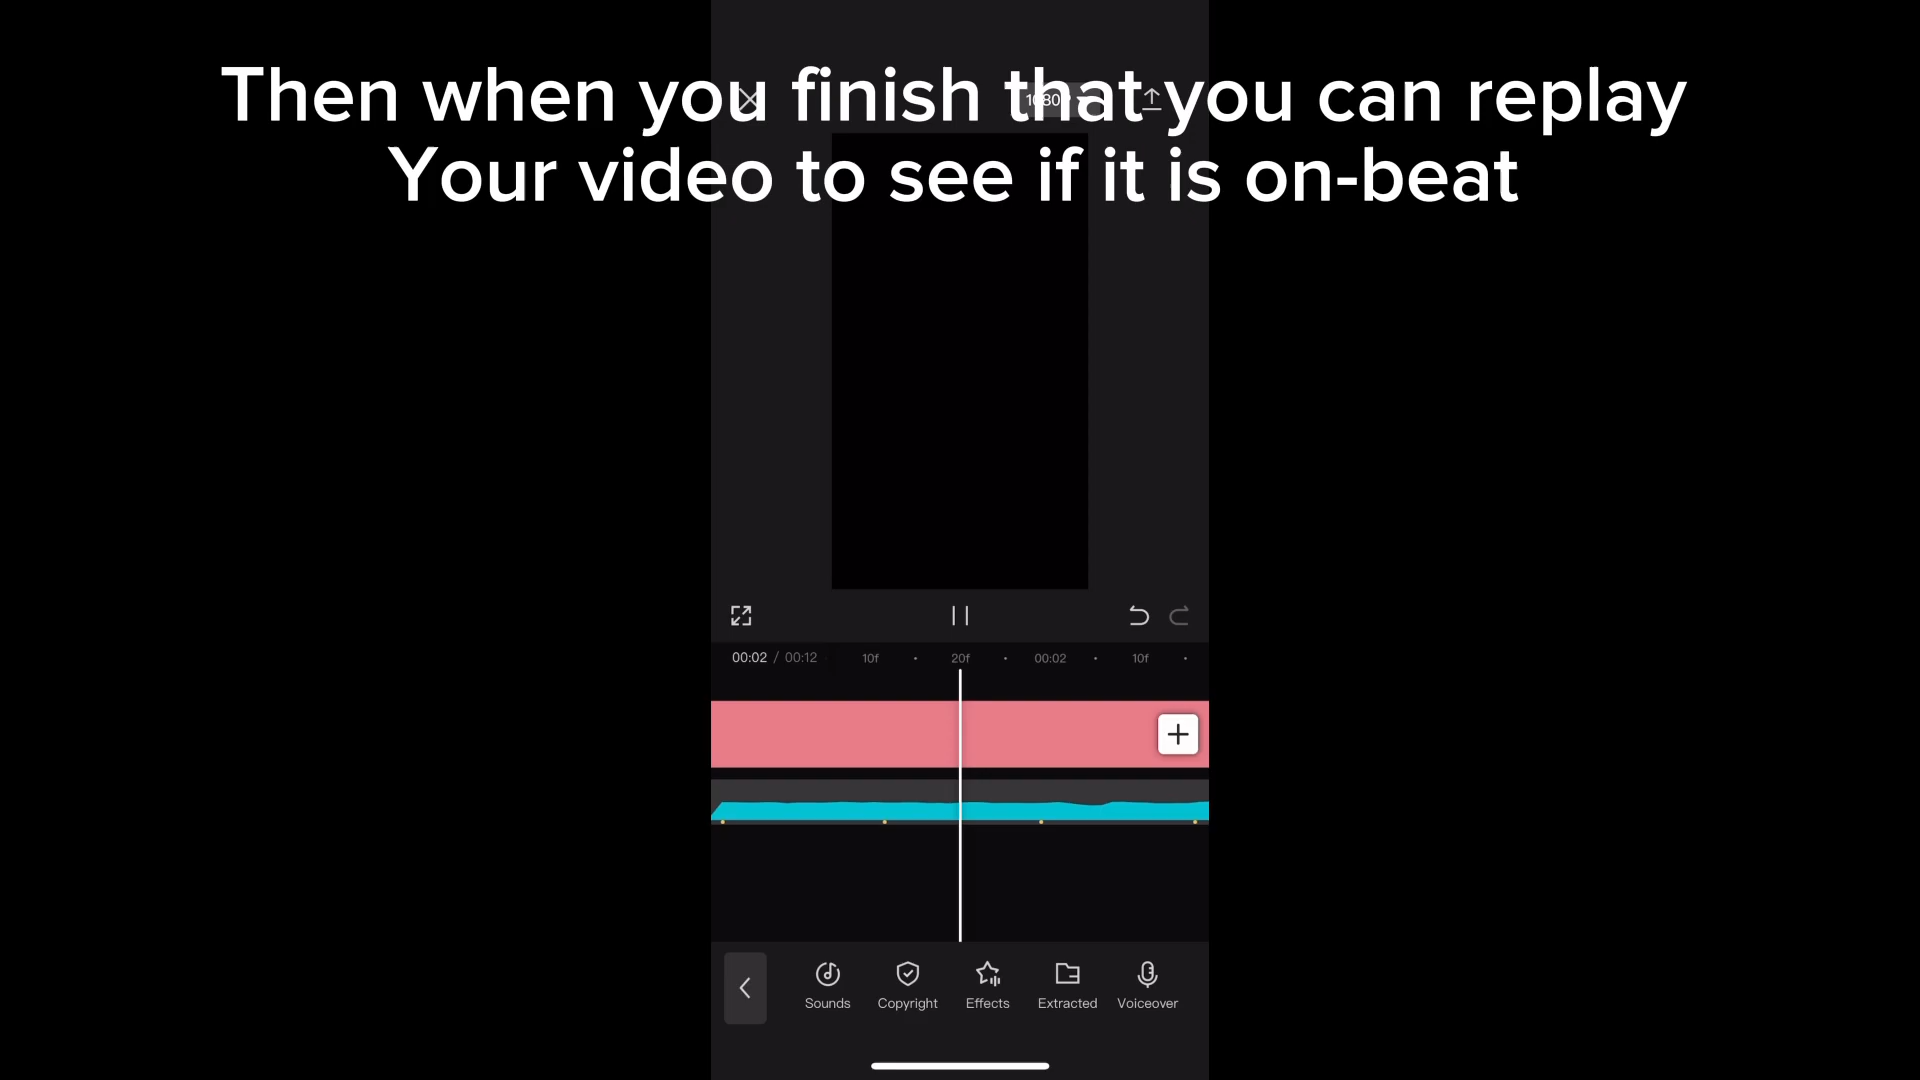 Then when you finish that you can replay
Your video to see if it is on-beat
1080P
00:02 / 00:12 10f 20f 00:02 10f
Sounds Copyright Effects Extracted Voiceover